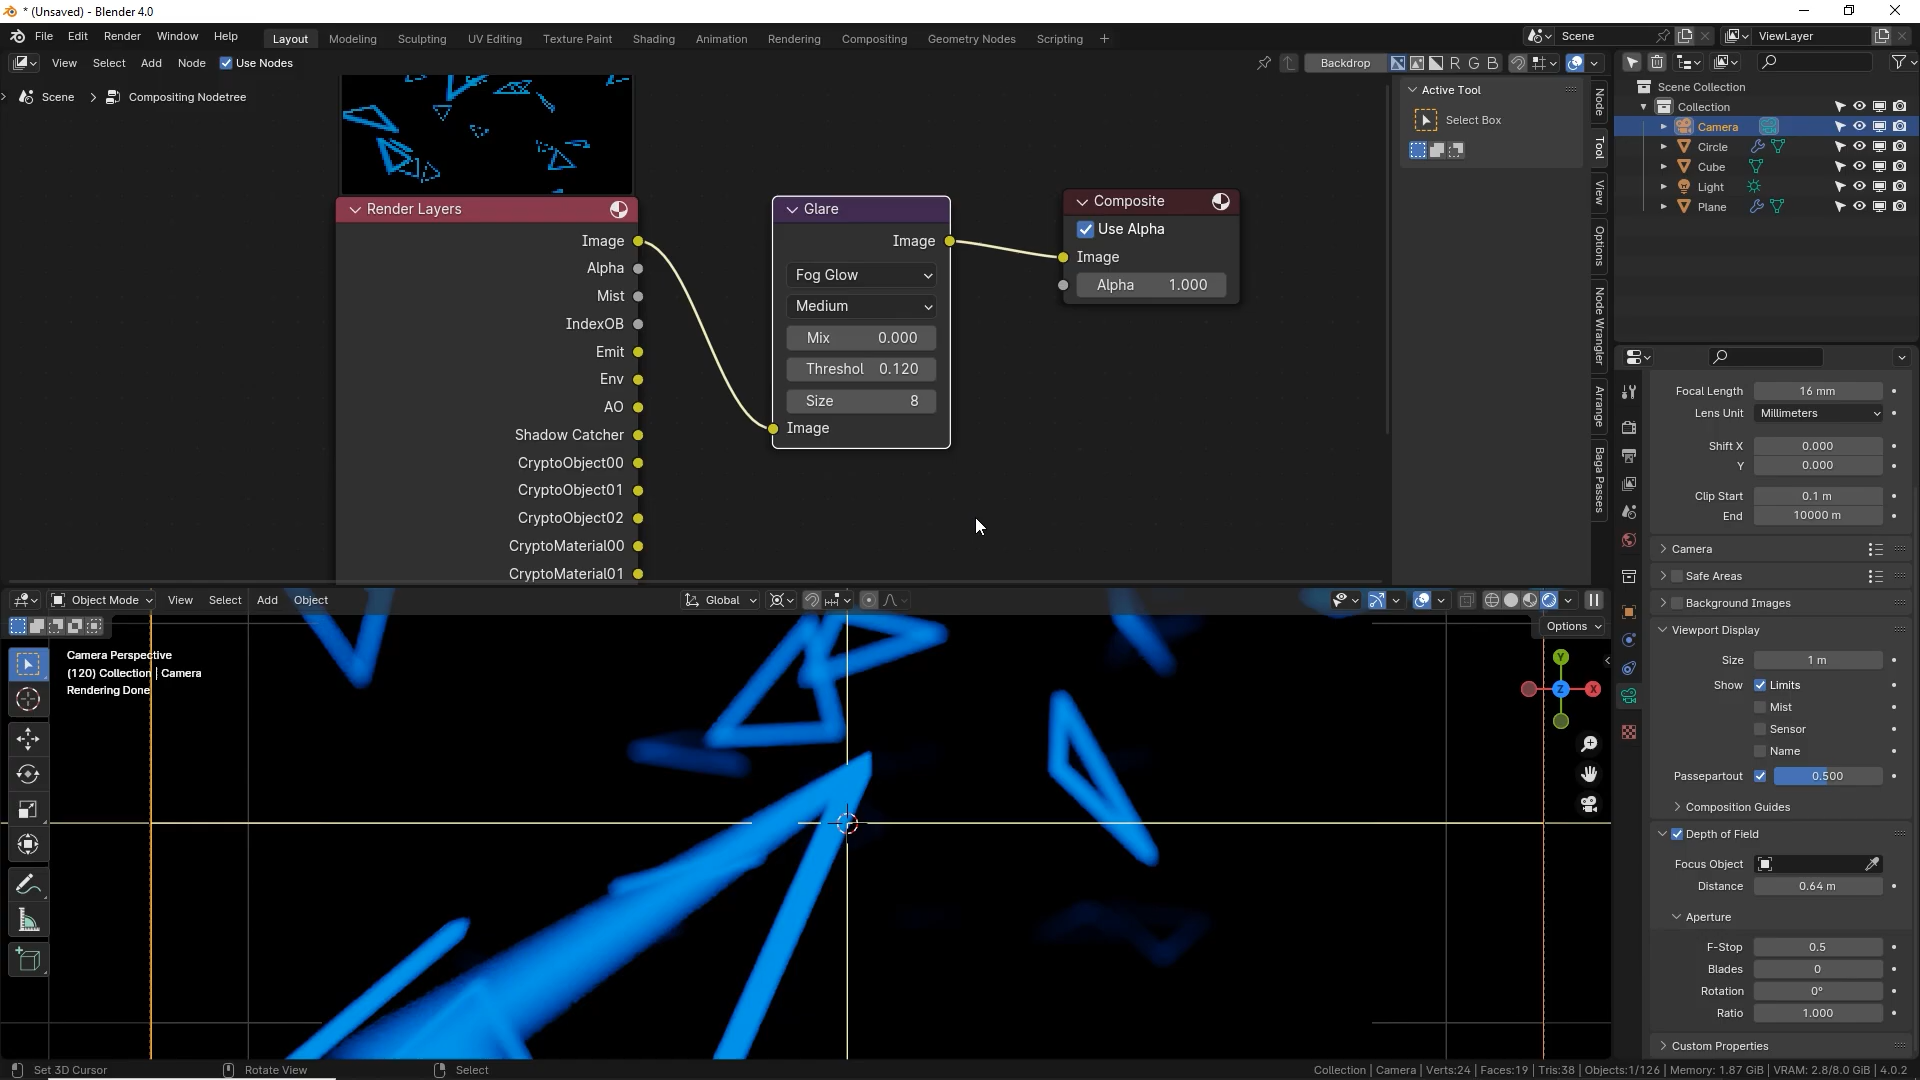 * (Unsaved) - Blender 4.0
File Edit Render Window Help
Layout Modeling Sculpting UV Editing Texture Paint Shading Animation Rendering Compositing Geometry Nodes Scripting +
Scene
ViewLayer
View Select Add Node Use Nodes
Backdrop
R G B
Scene > Compositing Nodetree
Render Layers
Image
Alpha
Mist
IndexOB
Emit
Env
AO
Shadow Catcher
CryptoObject00
CryptoObject01
CryptoObject02
CryptoMaterial00
CryptoMaterial01
Glare
Image
Fog Glow
Medium
Mix 0.000
Threshol 0.120
Size 8
Image
Composite
Use Alpha
Image
Alpha 1.000
Active Tool
Select Box
Node
Tool
View
Options
Node Wrangler
Arrange
Baga Passes
Scene Collection
Collection
Camera
Circle
Cube
Light
Plane
Focal Length 16 mm
Lens Unit Millimeters
Shift X 0.000
Y 0.000
Clip Start 0.1 m
End 10000 m
Camera
Safe Areas
Background Images
Viewport Display
Size 1 m
Show Limits
Mist
Sensor
Name
Passepartout 0.500
Composition Guides
Depth of Field
Focus Object
Distance 0.64 m
Aperture
F-Stop 0.5
Blades 0
Rotation 0°
Ratio 1.000
Custom Properties
Object Mode View Select Add Object
Global
Options
Camera Perspective
(120) Collection | Camera
Rendering Done
Y
Z
X
Set 3D Cursor
Rotate View
Select
Collection | Camera | Verts:24 | Faces:19 | Tris:38 | Objects:1/126 | Memory: 1.87 GiB | VRAM: 2.8/8.0 GiB | 4.0.2